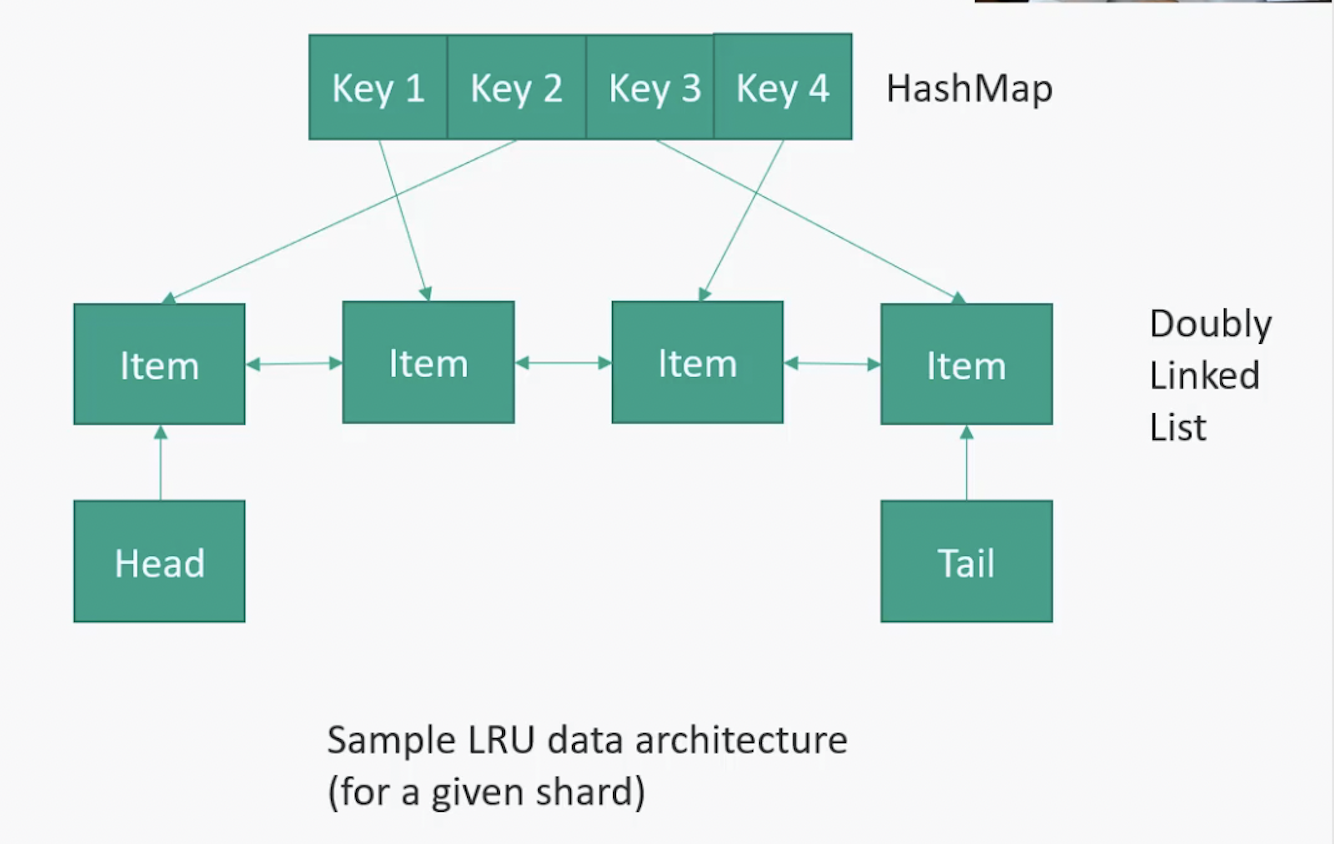 Key 1 Key 2 Key 3 Key 4 HashMap
Item Item Item Item
Doubly
Linked
List
Head Tail
Sample LRU data architecture
(for a given shard)